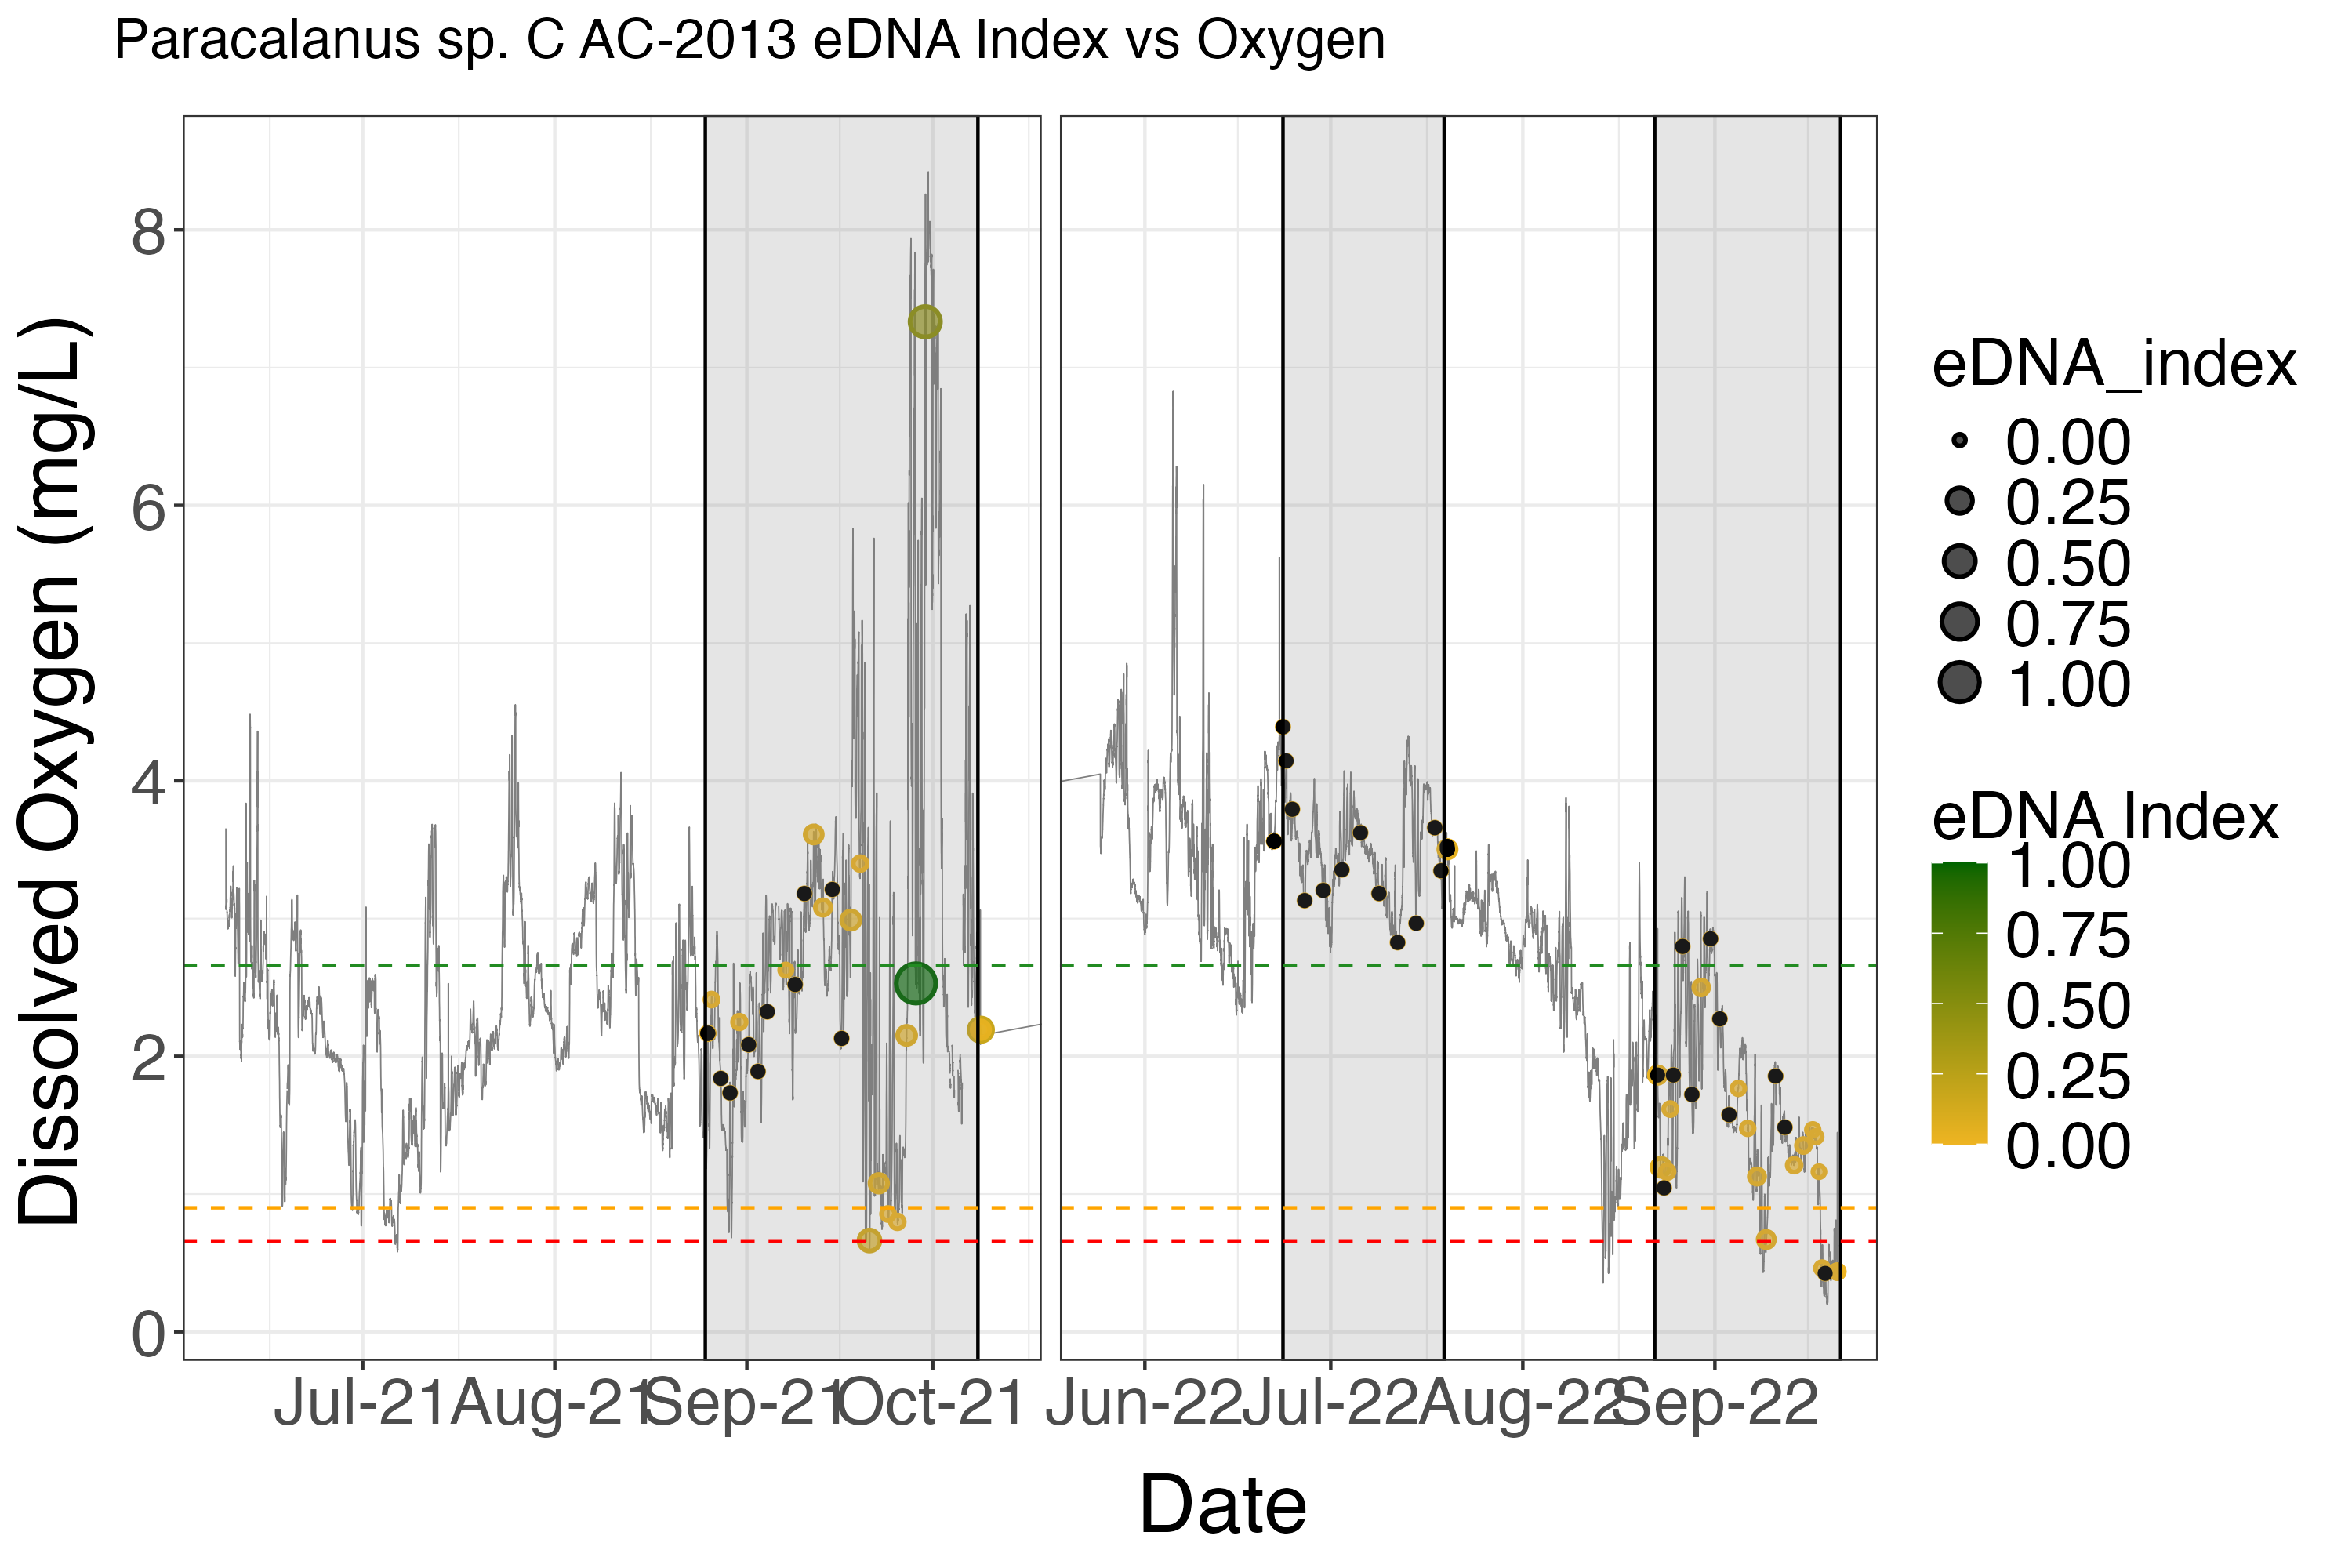 Paracalanus sp. C AC-2013 eDNA Index vs Oxygen
Dissolved Oxygen (mg/L)
8
6
4
2
0
Jul-21
Aug-21
Sep-21
Oct-21
Jun-22
Jul-22
Aug-22
Sep-22
Date
eDNA_index
0.00
0.25
0.50
0.75
1.00
eDNA Index
1.00
0.75
0.50
0.25
0.00